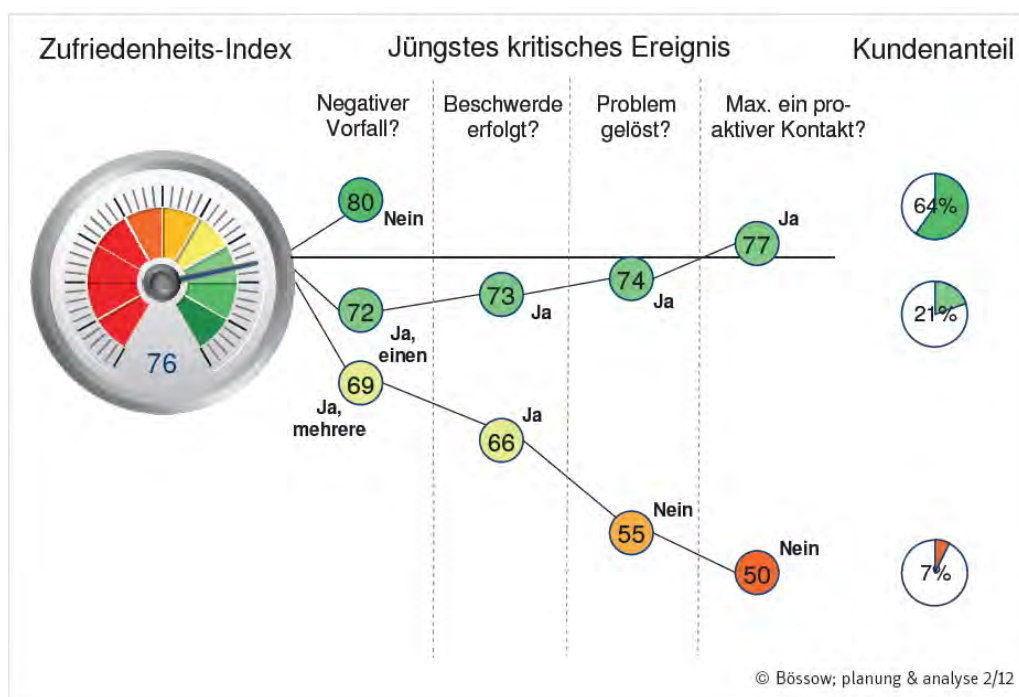 Zufriedenheits-Index
Jüngstes kritisches Ereignis
Kundenanteil
Negativer
Vorfall?
Beschwerde
erfolgt?
Problem
gelöst?
Max. ein pro-
aktiver Kontakt?
80
Nein
64%
77
Ja
72
Ja,
einen
73
Ja
74
Ja
21%
76
69
Ja,
mehrere
66
Ja
55
Nein
50
Nein
7%
© Bössow; planung & analyse 2/12